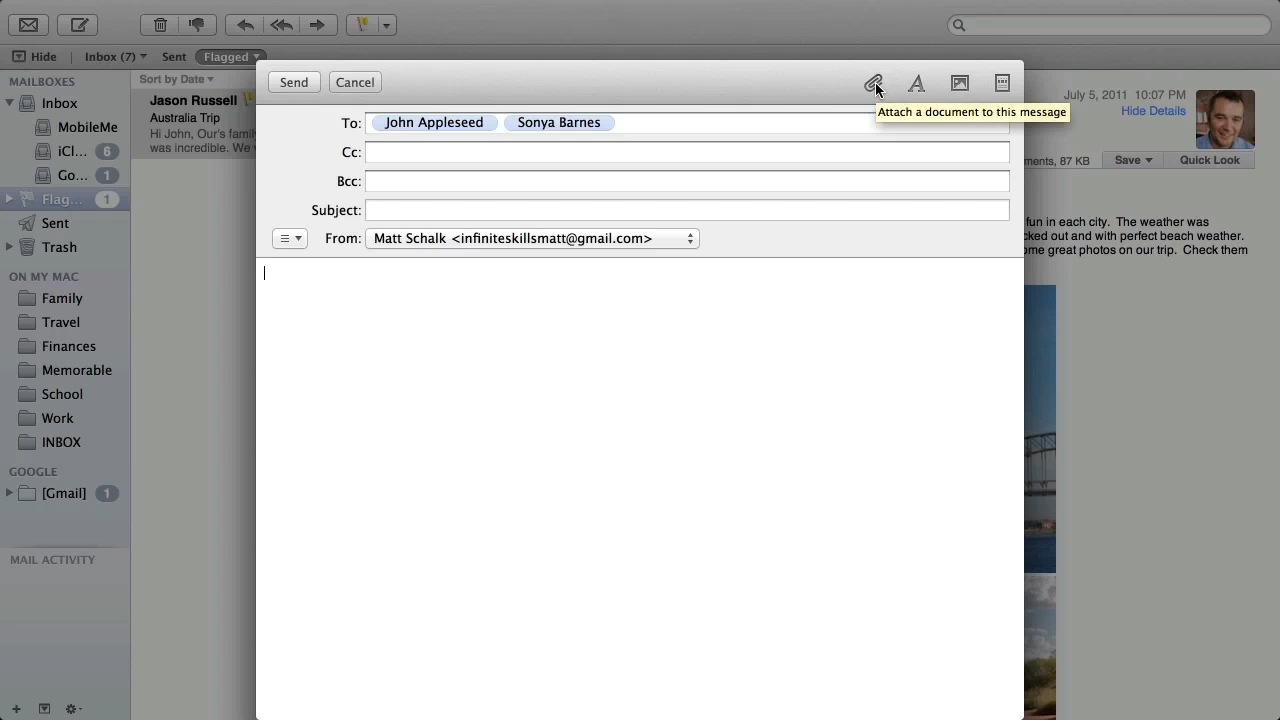 Hide Inbox (7) Sent Flagged
MAILBOXES
Inbox
MobileMe
iCl... 6
Go... 1
Flag... 1
Sent
Trash
ON MY MAC
Family
Travel
Finances
Memorable
School
Work
INBOX
GOOGLE
[Gmail] 1
MAIL ACTIVITY
Sort by Date
Jason Russell
Australia Trip
Hi John, Our's family
was incredible. We
Send Cancel
Attach a document to this message
To: John Appleseed Sonya Barnes
Cc:
Bcc:
Subject:
From: Matt Schalk <infiniteskillsmatt@gmail.com>
July 5, 2011 10:07 PM
Hide Details
ments, 87 KB Save Quick Look
fun in each city. The weather was
cked out and with perfect beach weather.
ome great photos on our trip. Check them